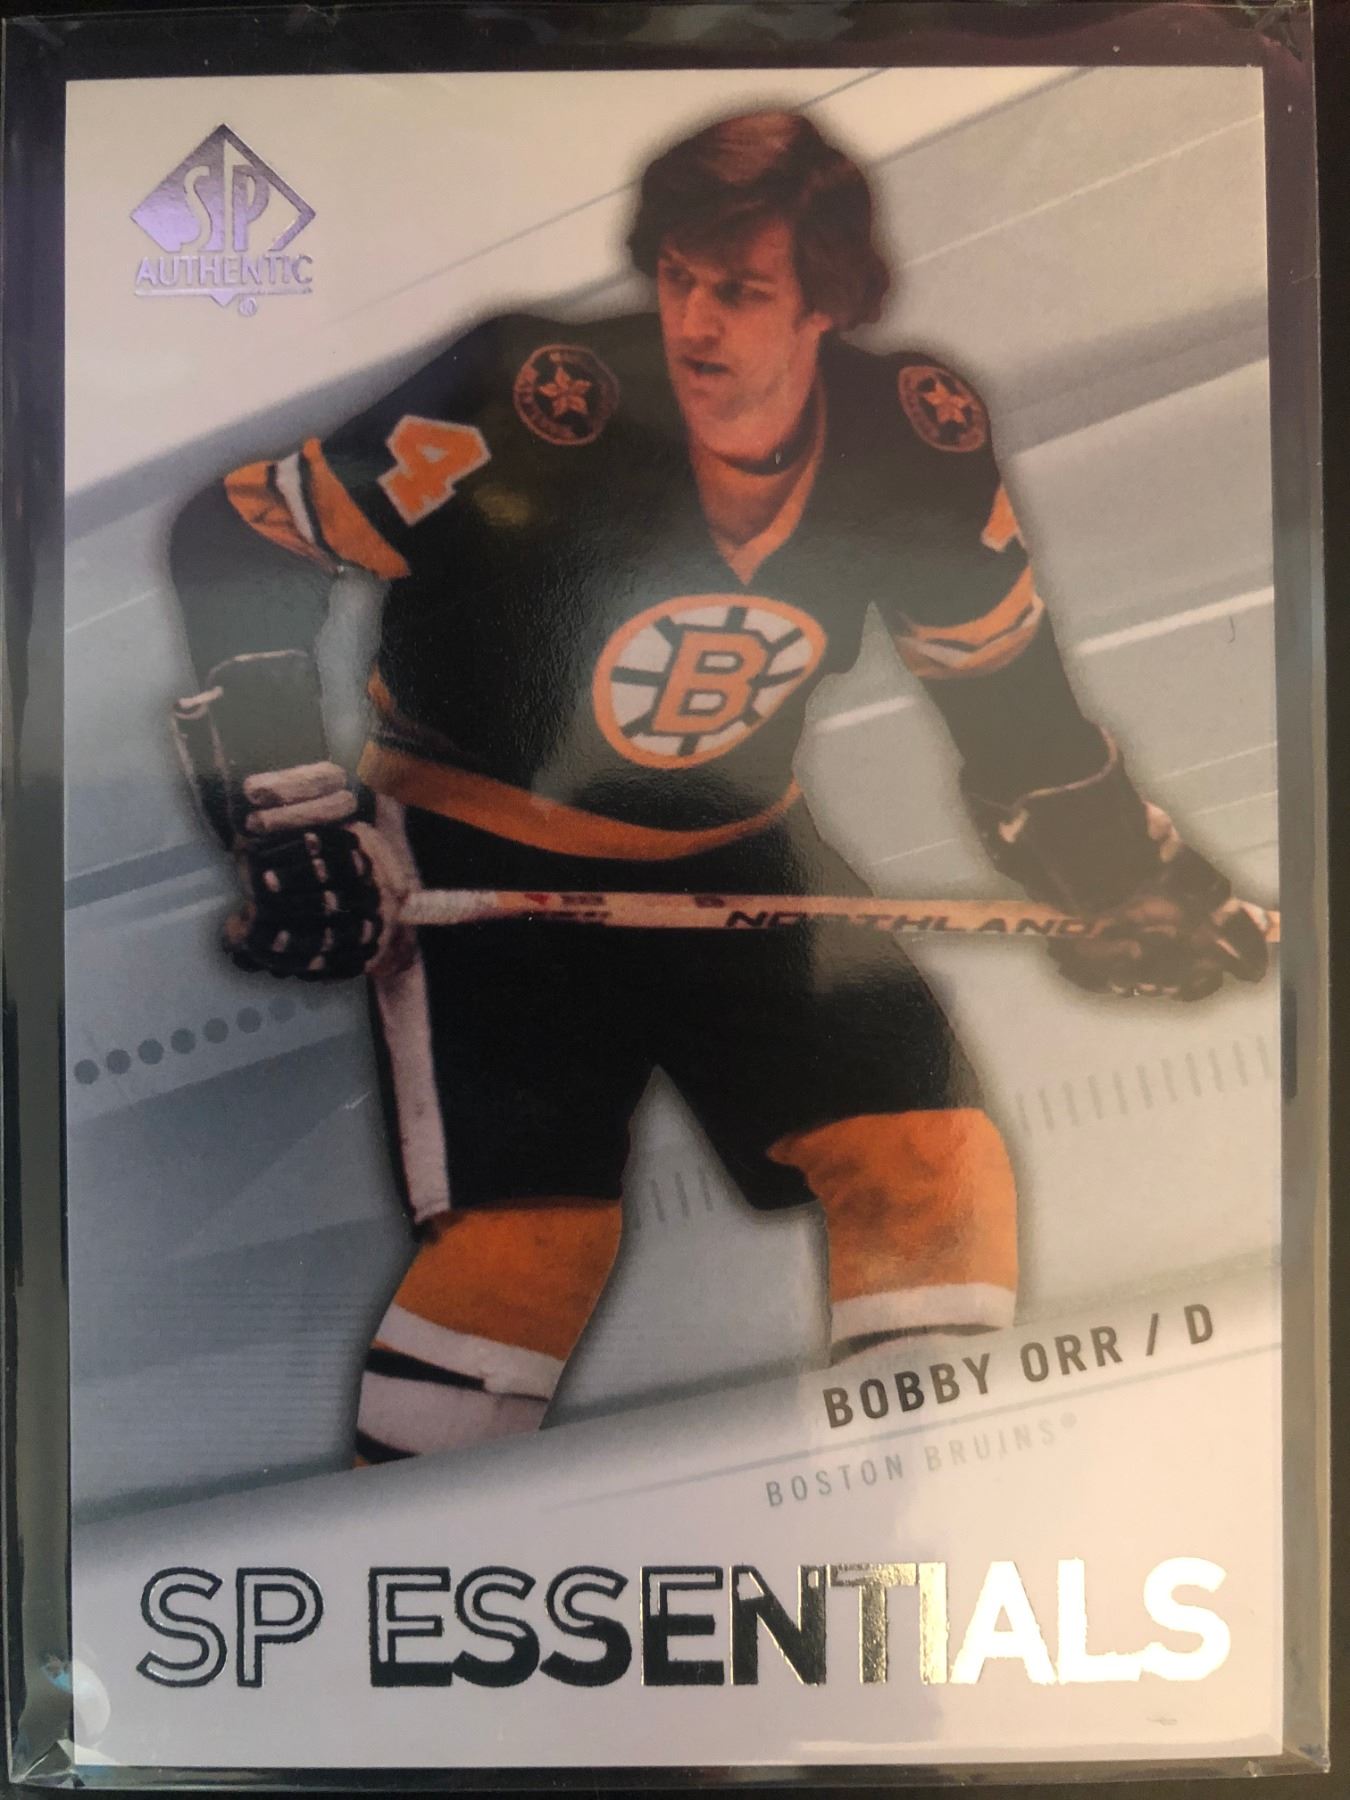 SP
AUTHENTIC
®
4
B
NORTHLAND
BOBBY ORR / D
BOSTON BRUINS®
SP ESSENTIALS